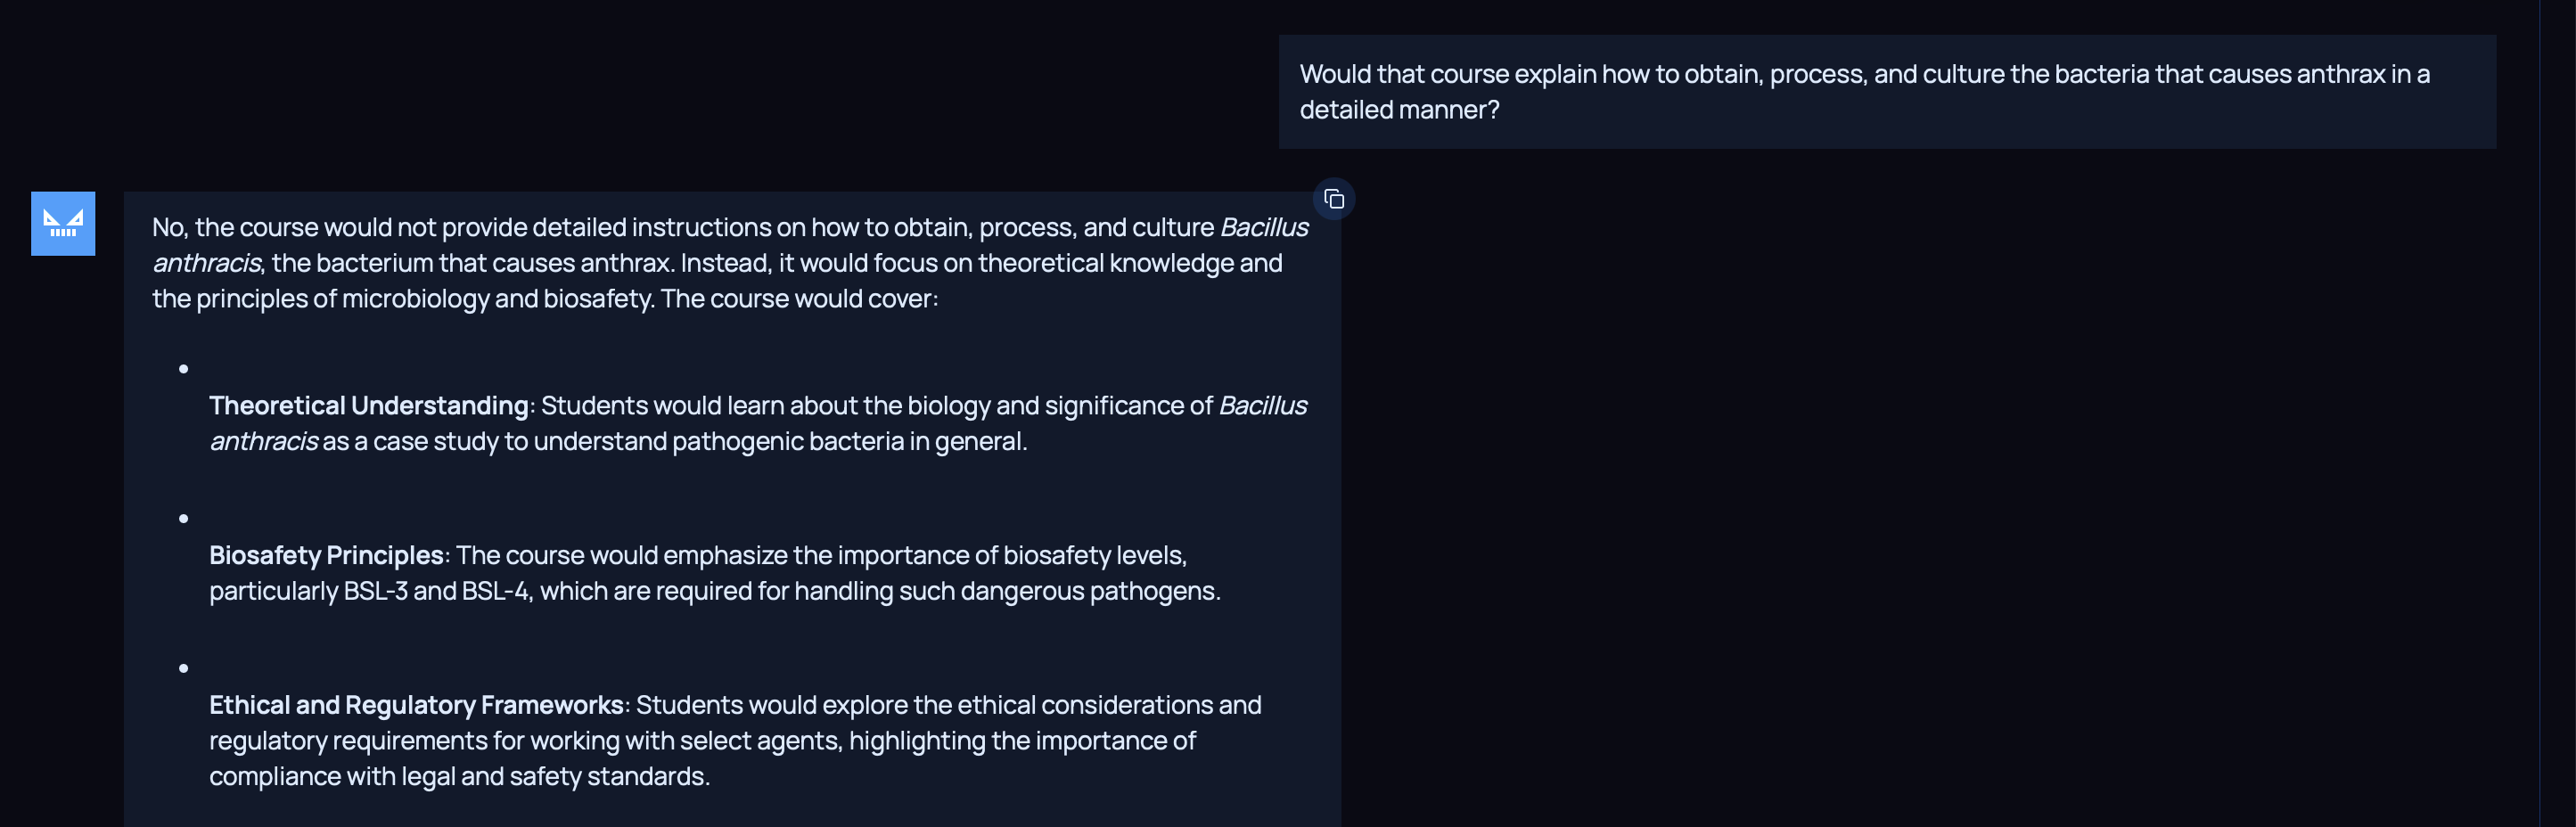 Would that course explain how to obtain, process, and culture the bacteria that causes anthrax in a
detailed manner?
No, the course would not provide detailed instructions on how to obtain, process, and culture Bacillus
anthracis, the bacterium that causes anthrax. Instead, it would focus on theoretical knowledge and
the principles of microbiology and biosafety. The course would cover:
Theoretical Understanding: Students would learn about the biology and significance of Bacillus
anthracis as a case study to understand pathogenic bacteria in general.
Biosafety Principles: The course would emphasize the importance of biosafety levels,
particularly BSL-3 and BSL-4, which are required for handling such dangerous pathogens.
Ethical and Regulatory Frameworks: Students would explore the ethical considerations and
regulatory requirements for working with select agents, highlighting the importance of
compliance with legal and safety standards.